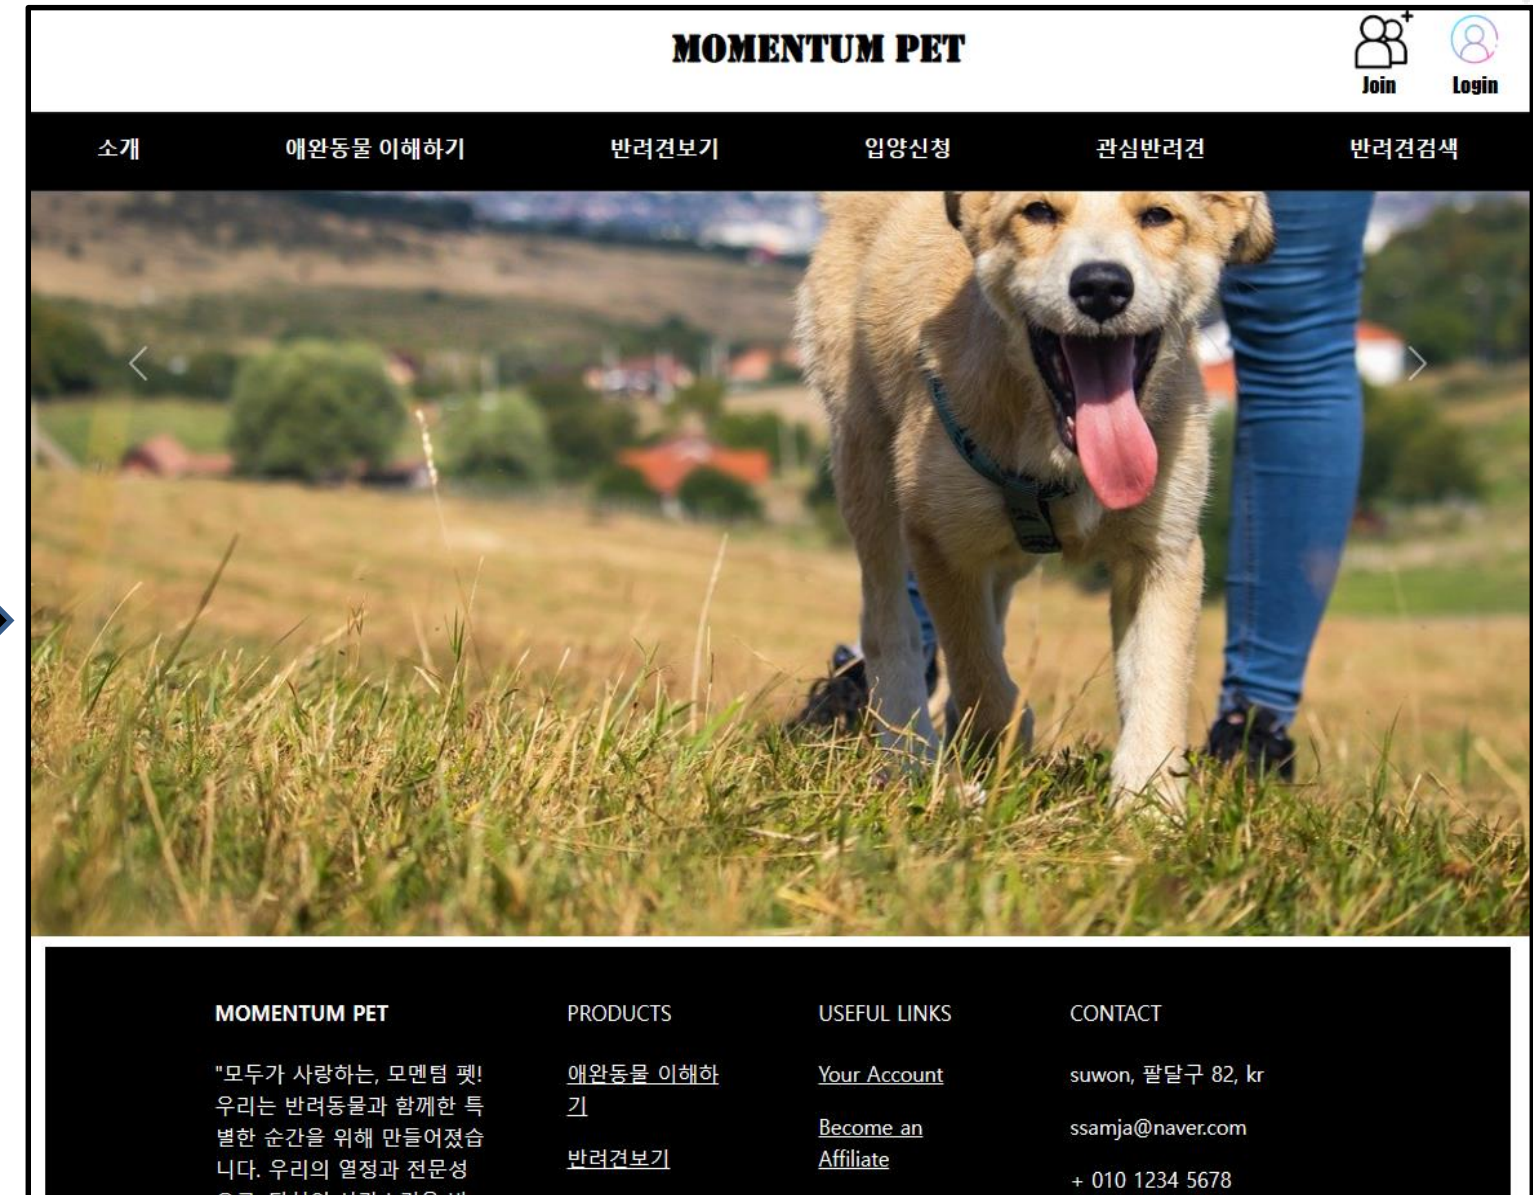 MOMENTUM PET
Join
Login
소개
애완동물 이해하기
반려견보기
입양신청
관심반려견
반려견검색
MOMENTUM PET
"모두가 사랑하는, 모멘텀 펫!
우리는 반려동물과 함께한 특
별한 순간을 위해 만들어졌습
니다. 우리의 열정과 전문성
PRODUCTS
애완동물 이해하
기
반려견보기
USEFUL LINKS
Your Account
Become an
Affiliate
CONTACT
suwon, 팔달구 82, kr
ssamja@naver.com
+ 010 1234 5678